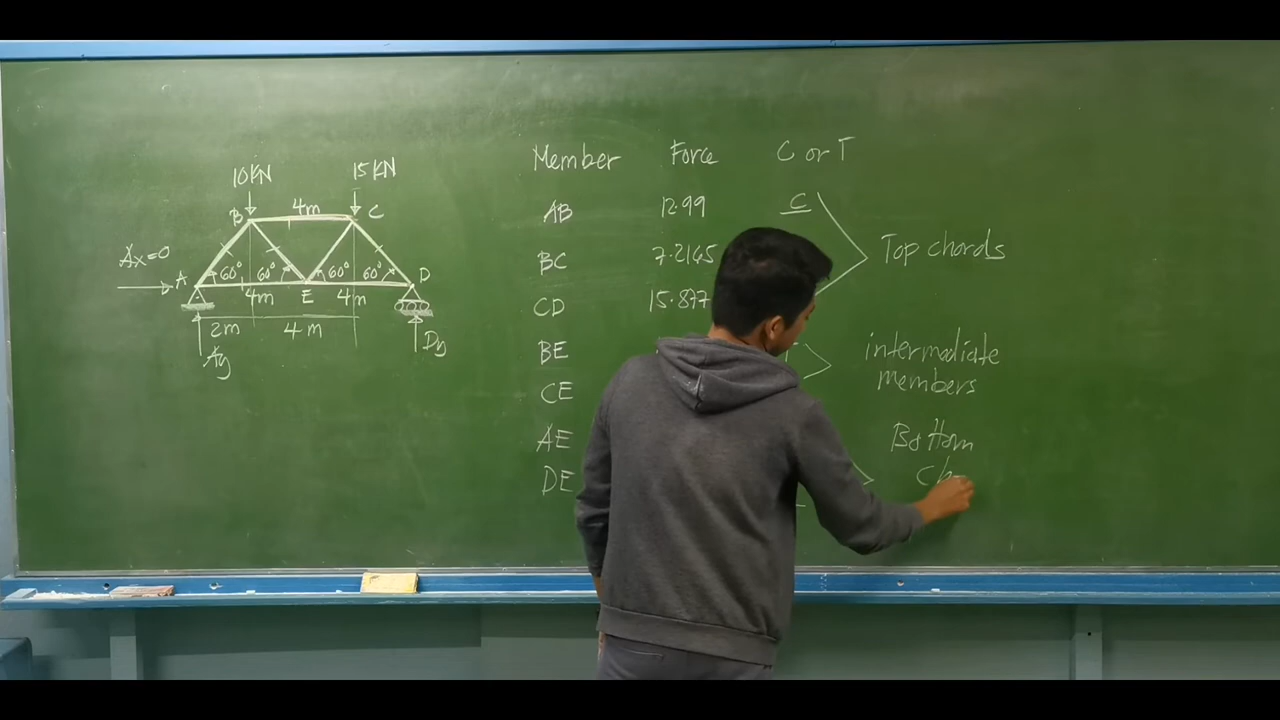 10KN 15KN
4m
B C
Ax=0
A 60° 60° 60° 60° D
4m E 4m
2m 4m
Ay Dy
Member Force C or T
AB 12.99 C
BC 7.2165
CD 15.877
Top chords
BE
CE
intermediate
members
AE
DE
Bottom